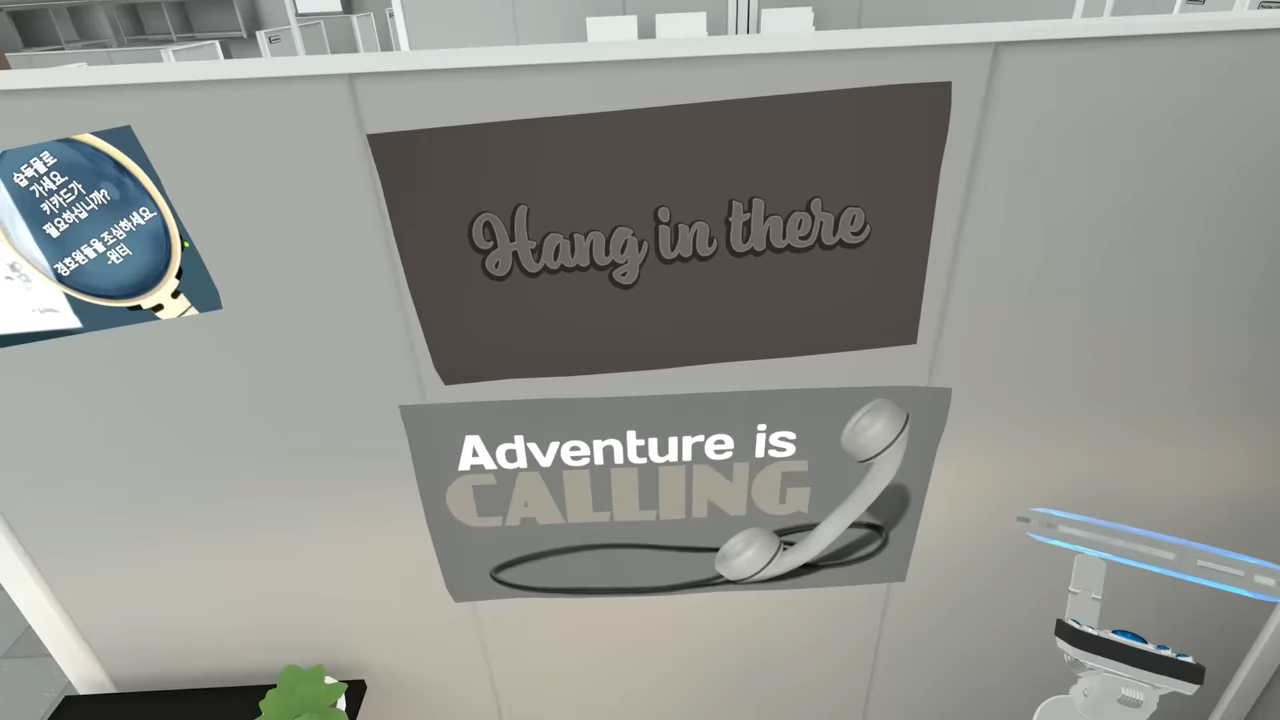 습득물로
가세요.
키카드가
필요하십니까?
경호원들을 조심하세요.
-윈터
Hang in there
Adventure is
CALLING